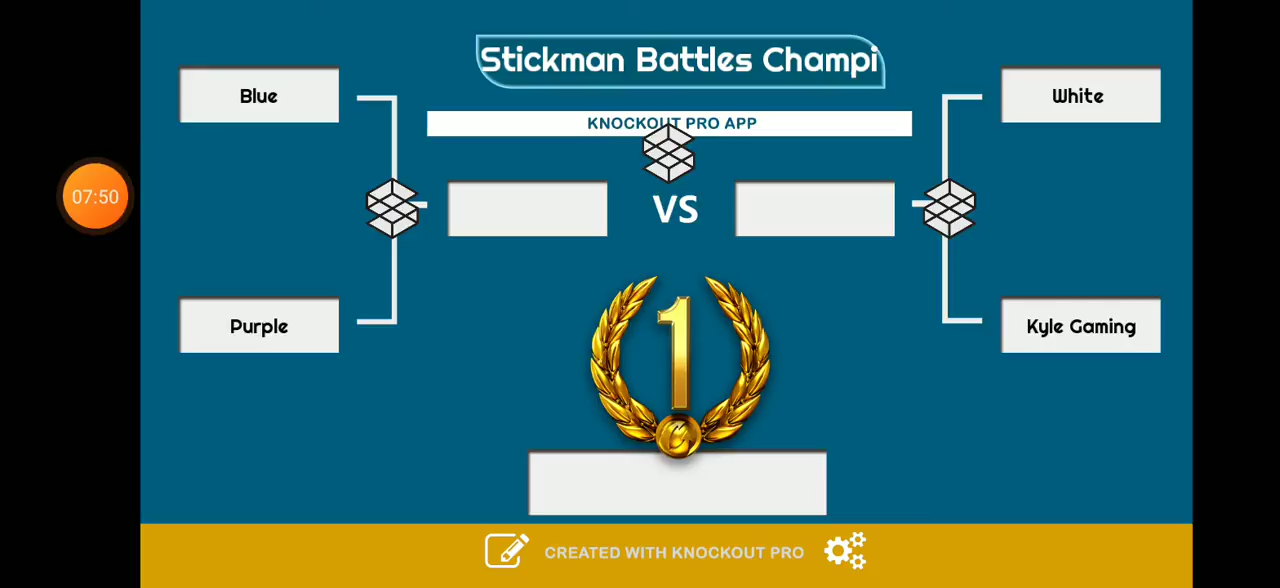 Stickman Battles Champi
Blue
White
KNOCKOUT PRO APP
07:50
VS
Purple
Kyle Gaming
1
CREATED WITH KNOCKOUT PRO